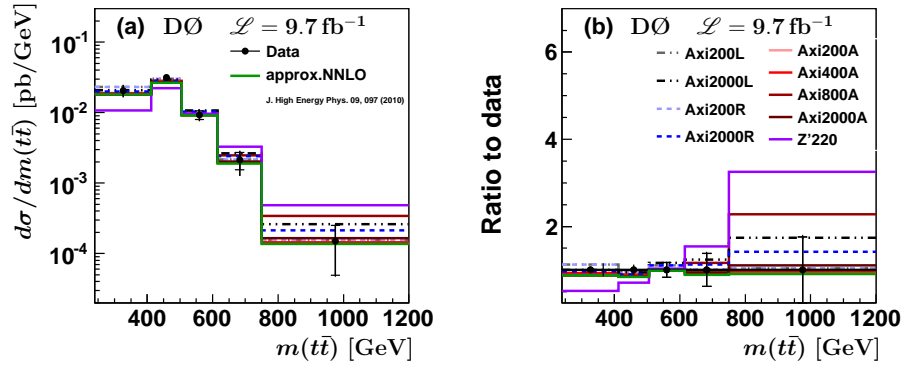 (a) DØ ℒ = 9.7 fb⁻¹
Data
approx.NNLO
J. High Energy Phys. 09, 097 (2010)
dσ/dm(tt̄) [pb/GeV]
10⁻¹
10⁻²
10⁻³
10⁻⁴
400 600 800 1000 1200
m(tt̄) [GeV]
(b) DØ ℒ = 9.7 fb⁻¹
Axi200L
Axi2000L
Axi200R
Axi2000R
Axi200A
Axi400A
Axi800A
Axi2000A
Z'220
Ratio to data
6
4
2
400 600 800 1000 1200
m(tt̄) [GeV]